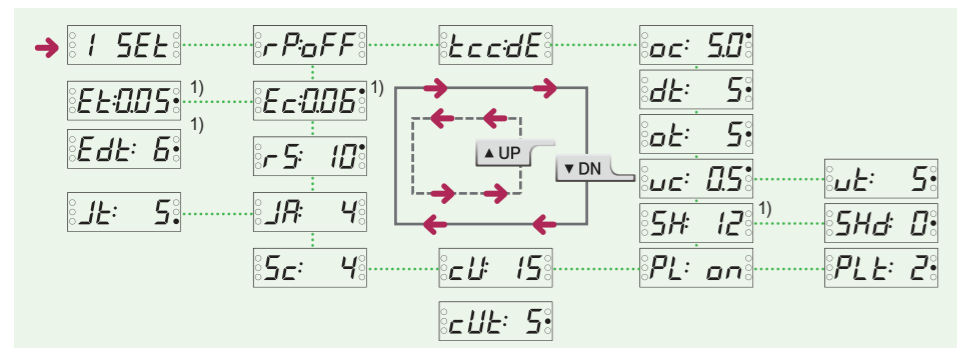 1 SEt rP:oFF tcc:dE oc: 5.0
Et:0.05 1) Ec:0.06 1) dt: 5
Edt: 6 1) rS: 10 ▲ UP ot: 5
▼ DN uc: 0.5 ut: 5
Jt: 5 JA: 4 SH: 12 1) SHd: 0
Sc: 4 cU: 15 PL: on PLt: 2
cUt: 5